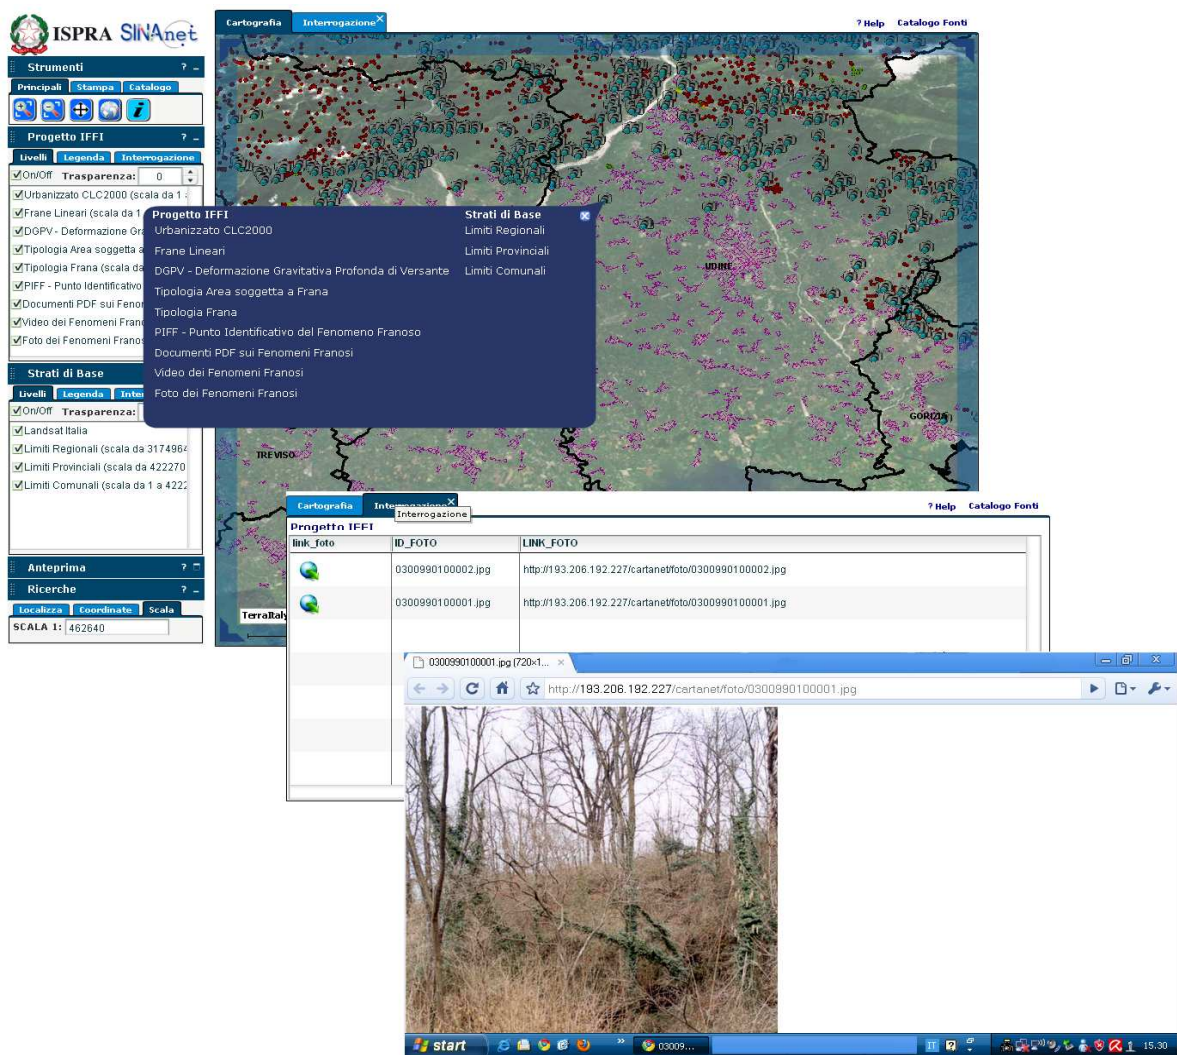 ISPRA SINAnet
Cartografia Interrogazione
? Help Catalogo Fonti
Strumenti ? -
Principali Stampa Catalogo
Progetto IFFI ? -
Livelli Legenda Interrogazione
On/Off Trasparenza: 0
Urbanizzato CLC2000 (scala da 1
Frane Lineari (scala da 1
DGPV - Deformazione Gra
Tipologia Area soggetta a
Tipologia Frana (scala da
PIFF - Punto Identificativo
Documenti PDF sui Fenom
Video dei Fenomeni Fran
Foto dei Fenomeni Franos
Strati di Base
Livelli Legenda Inte
On/Off Trasparenza:
Landsat Italia
Limiti Regionali (scala da 3174964
Limiti Provinciali (scala da 422270
Limiti Comunali (scala da 1 a 4222
Anteprima ?
Ricerche ? -
Localizza Coordinate Scala
SCALA 1: 462640
Progetto IFFI Strati di Base
Urbanizzato CLC2000 Limiti Regionali
Frane Lineari Limiti Provinciali
DGPV - Deformazione Gravitativa Profonda di Versante Limiti Comunali
Tipologia Area soggetta a Frana
Tipologia Frana
PIFF - Punto Identificativo del Fenomeno Franoso
Documenti PDF sui Fenomeni Franosi
Video dei Fenomeni Franosi
Foto dei Fenomeni Franosi
UDINE
GORIZIA
TREVISO
TerraItaly
Cartografia Interrogazione
? Help Catalogo Fonti
Interrogazione
Progetto IFFI
link_foto ID_FOTO LINK_FOTO
0300990100002.jpg http://193.206.192.227/cartanet/foto/0300990100002.jpg
0300990100001.jpg http://193.206.192.227/cartanet/foto/0300990100001.jpg
0300990100001.jpg (720×1...
http://193.206.192.227/cartanet/foto/0300990100001.jpg
start
03009...
IT
15.30